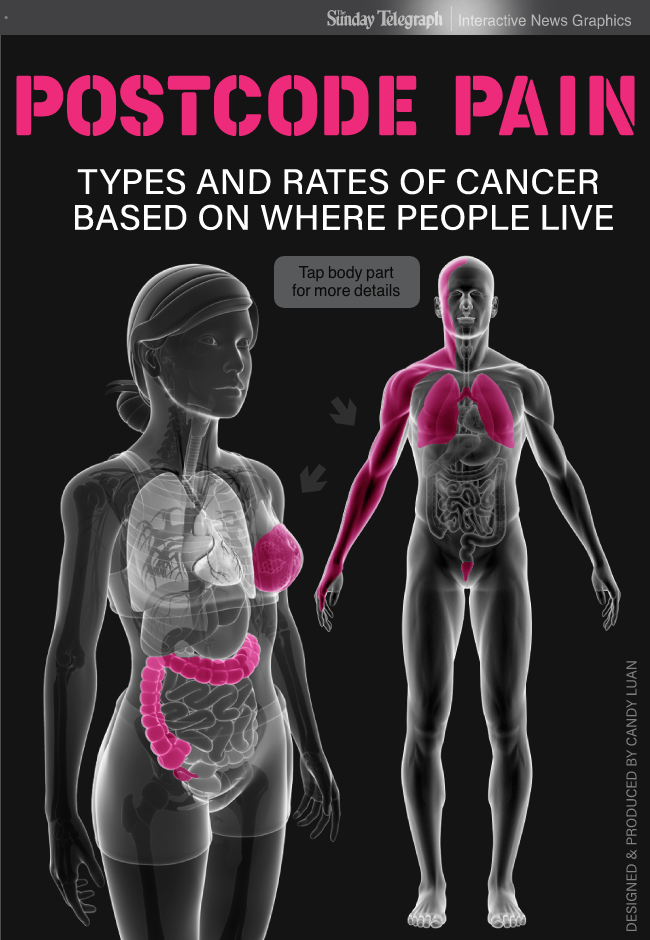 The Sunday Telegraph | Interactive News Graphics
POSTCODE PAIN
TYPES AND RATES OF CANCER
BASED ON WHERE PEOPLE LIVE
Tap body part
for more details
DESIGNED & PRODUCED BY CANDY LUAN